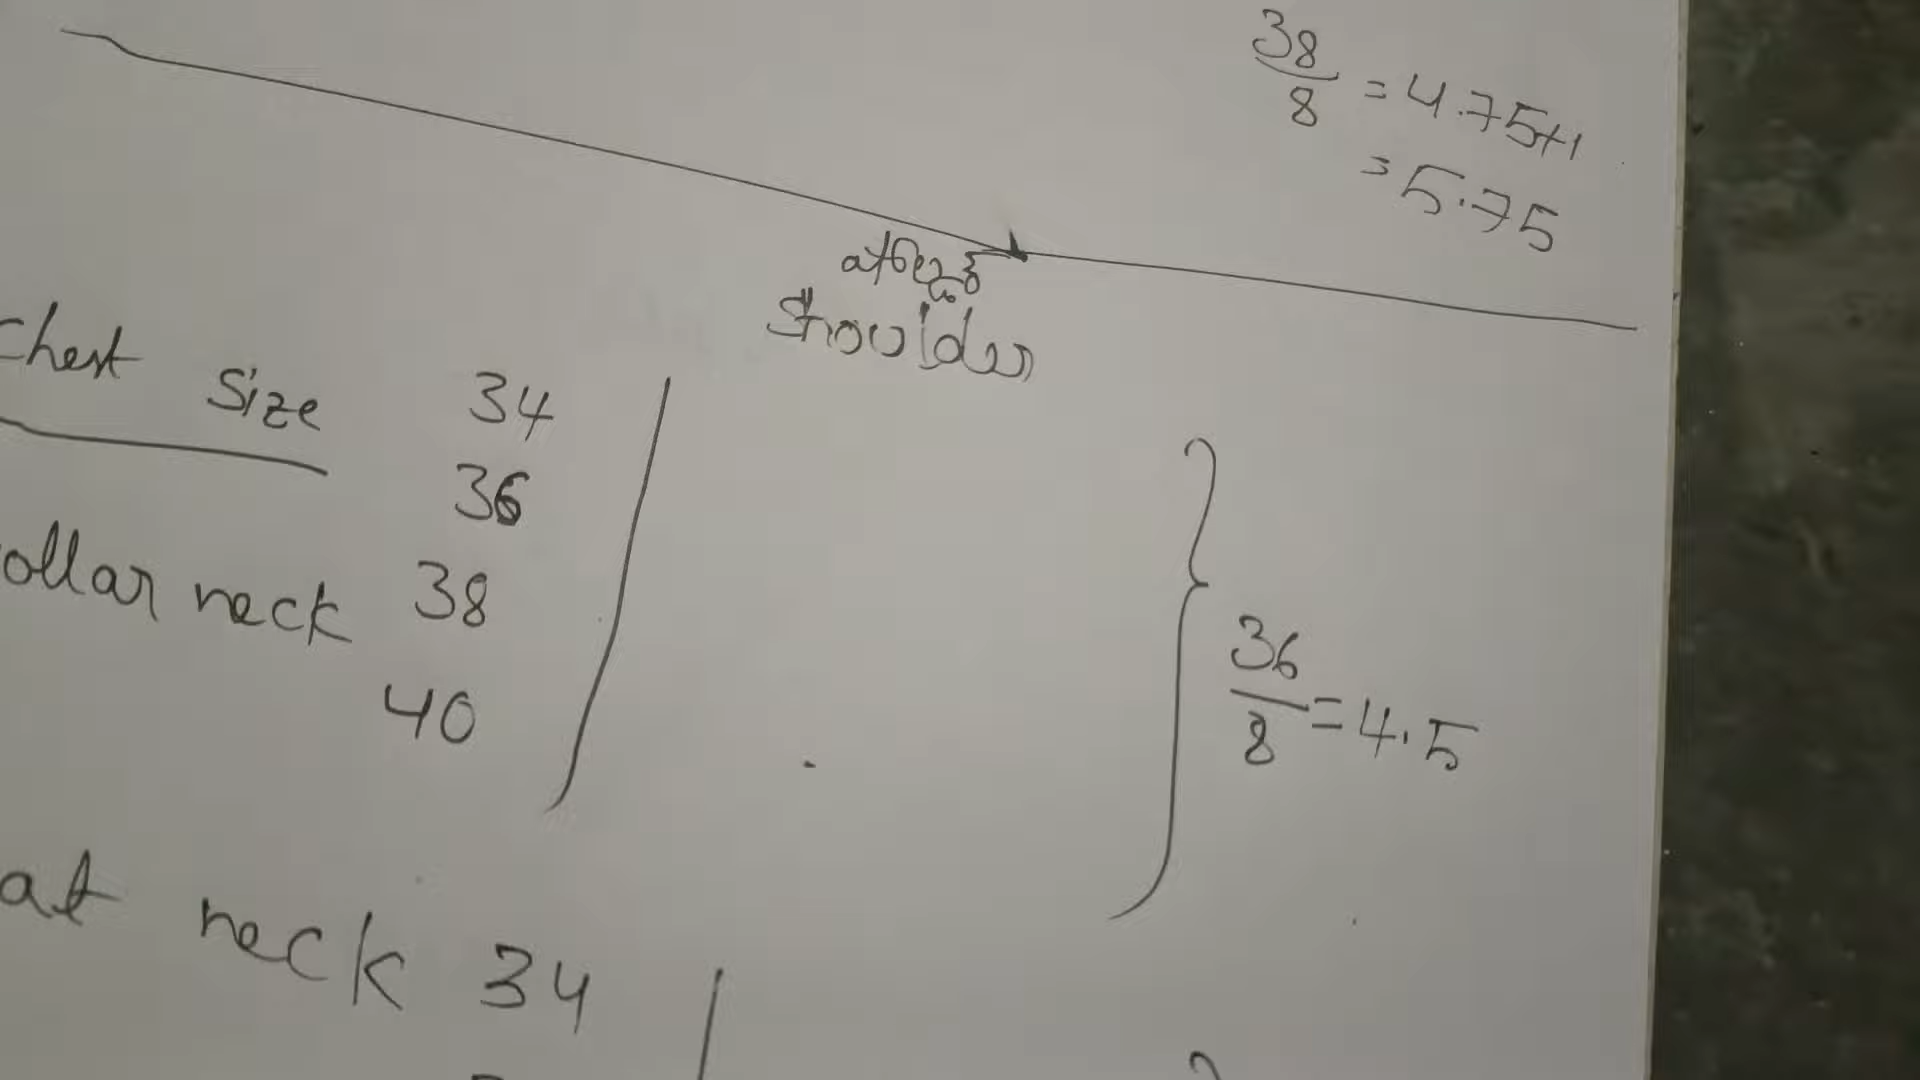 38/8 = 4.75+1
= 5.75
shoulder
chest size 34
36
ollar neck 38
40
36/8 = 4.5
at neck 34